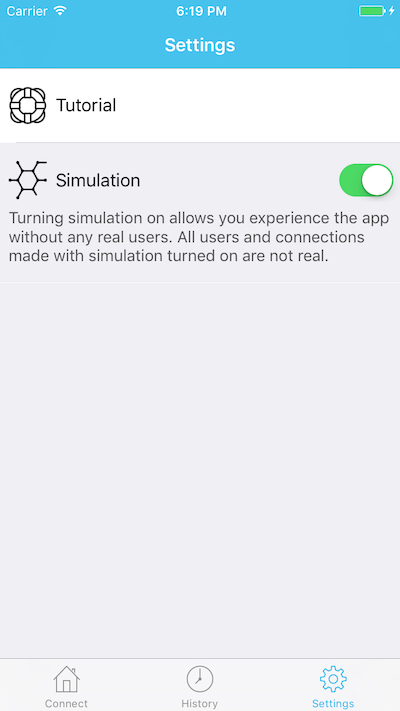 Carrier 6:19 PM
Settings
Tutorial
Simulation
Turning simulation on allows you experience the app
without any real users. All users and connections
made with simulation turned on are not real.
Connect History Settings